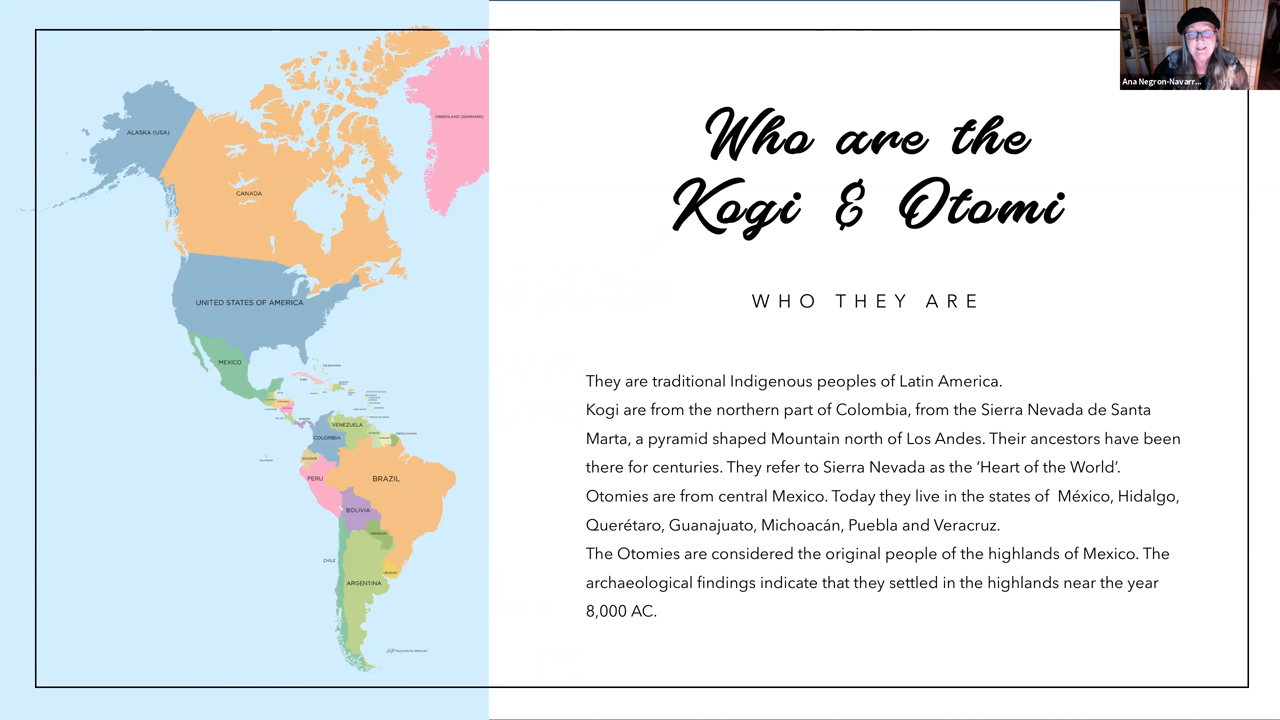 Ana Negron-Navarr...
Who are the
Kogi & Otomi
WHO THEY ARE
They are traditional Indigenous peoples of Latin America.
Kogi are from the northern part of Colombia, from the Sierra Nevada de Santa
Marta, a pyramid shaped Mountain north of Los Andes. Their ancestors have been
there for centuries. They refer to Sierra Nevada as the ‘Heart of the World’.
Otomies are from central Mexico. Today they live in the states of México, Hidalgo,
Querétaro, Guanajuato, Michoacán, Puebla and Veracruz.
The Otomies are considered the original people of the highlands of Mexico. The
archaeological findings indicate that they settled in the highlands near the year
8,000 AC.
GREENLAND (DENMARK)
ALASKA (USA)
CANADA
UNITED STATES OF AMERICA
MEXICO
VENEZUELA
COLOMBIA
PERU
BRAZIL
BOLIVIA
PARAGUAY
CHILE
URUGUAY
ARGENTINA